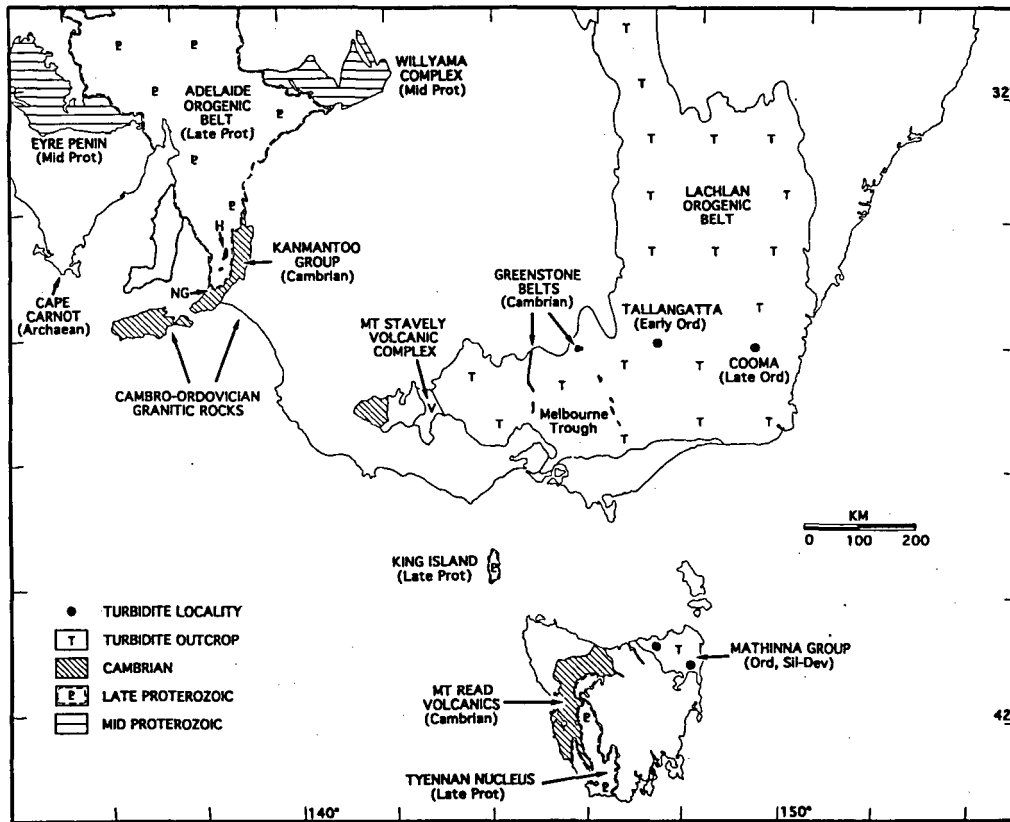 WILLYAMA
COMPLEX
(Mid Prot)
ADELAIDE
OROGENIC
BELT
(Late Prot)
EYRE PENIN
(Mid Prot)
32
LACHLAN
OROGENIC
BELT
H
KANMANTOO
GROUP
(Cambrian)
NG
CAPE
CARNOT
(Archaean)
GREENSTONE
BELTS
(Cambrian)
TALLANGATTA
(Early Ord)
MT STAVELY
VOLCANIC
COMPLEX
COOMA
(Late Ord)
CAMBRO-ORDOVICIAN
GRANITIC ROCKS
V
Melbourne
Trough
KM
0 100 200
KING ISLAND
(Late Prot)
TURBIDITE LOCALITY
T TURBIDITE OUTCROP
CAMBRIAN
P LATE PROTEROZOIC
MID PROTEROZOIC
MATHINNA GROUP
(Ord, Sil-Dev)
MT READ
VOLCANICS
(Cambrian)
42
TYENNAN NUCLEUS
(Late Prot)
140°
150°